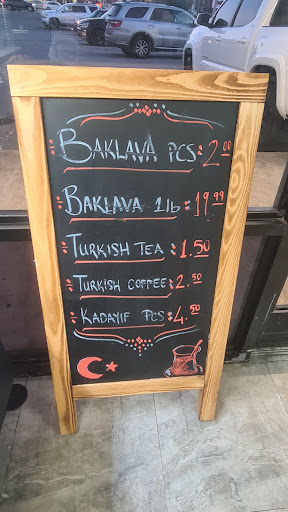 BAKLAVA PCS: 2.00
BAKLAVA 1lb: 19.99
TURKISH TEA: 1.50
TURKISH COFFEE: 2.50
KADAYIF PCS: 4.50